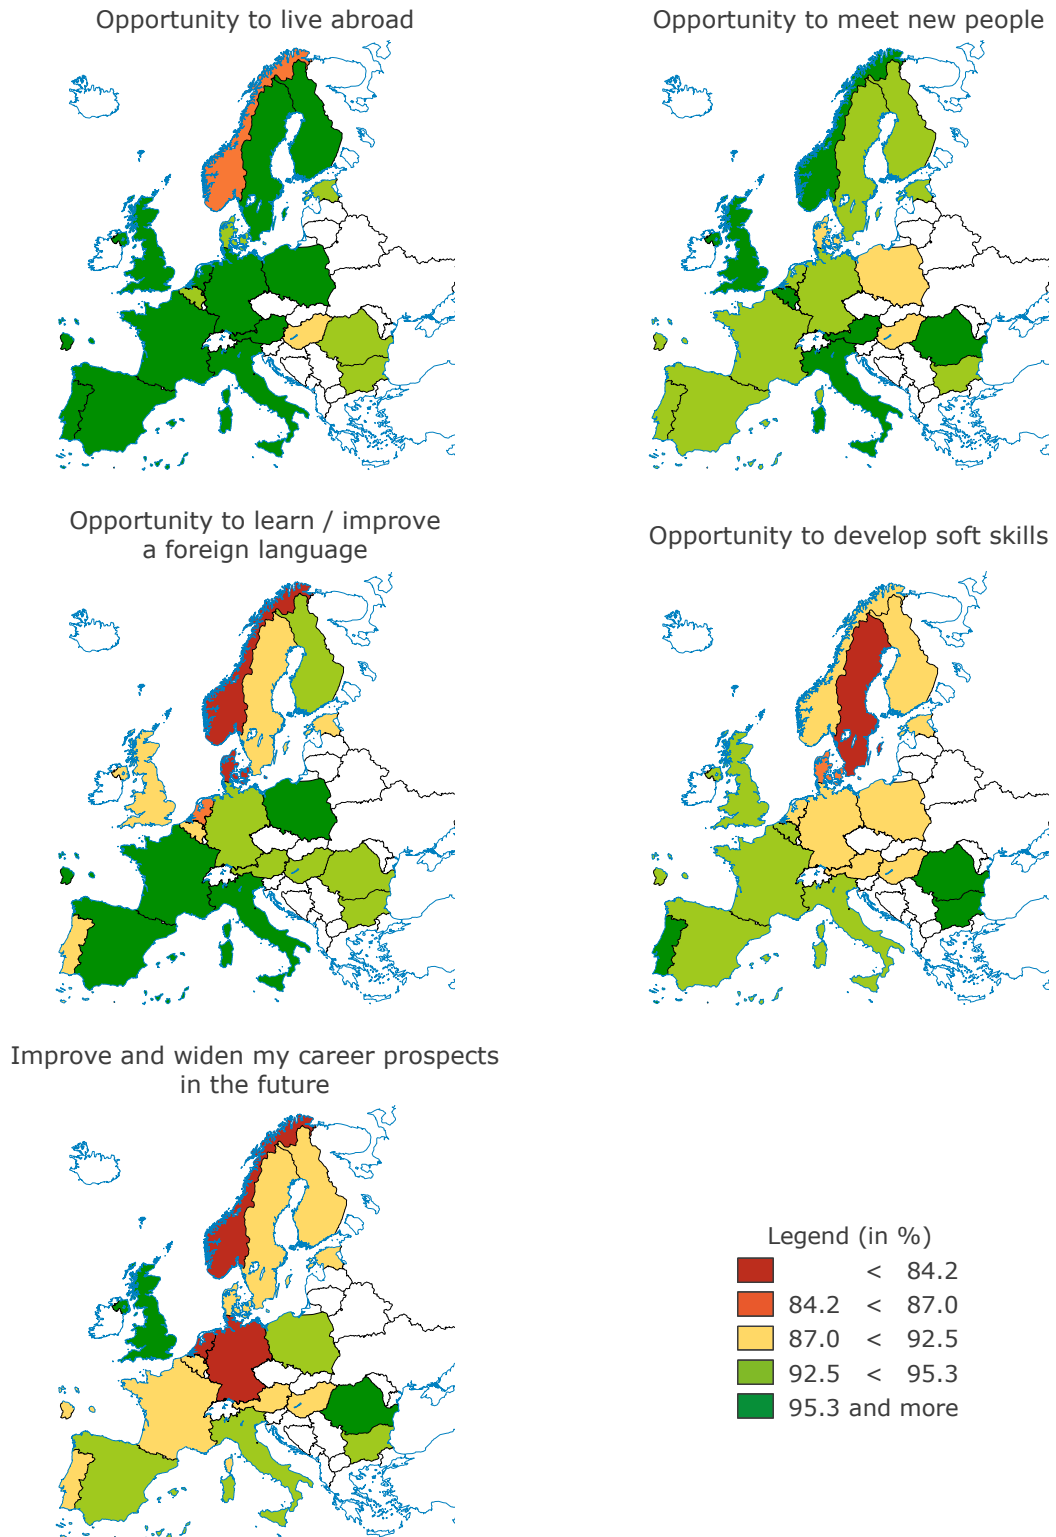 Opportunity to live abroad
Opportunity to meet new people
Opportunity to learn / improve
a foreign language
Opportunity to develop soft skills
Improve and widen my career prospects
in the future
Legend (in %)
< 84.2
84.2 < 87.0
87.0 < 92.5
92.5 < 95.3
95.3 and more